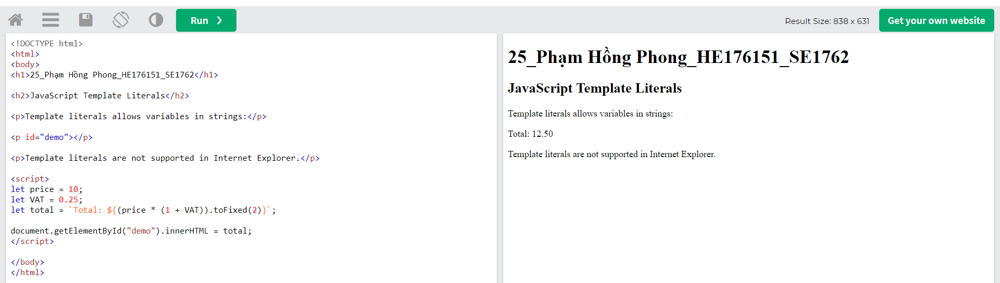 Run ❯
Result Size: 838 x 631
Get your own website
<!DOCTYPE html>
<html>
<body>
<h1>25_Phạm Hồng Phong_HE176151_SE1762</h1>
<h2>JavaScript Template Literals</h2>
<p>Template literals allows variables in strings:</p>
<p id="demo"></p>
<p>Template literals are not supported in Internet Explorer.</p>
<script>
let price = 10;
let VAT = 0.25;
let total = `Total: ${(price * (1 + VAT)).toFixed(2)}`;
document.getElementById("demo").innerHTML = total;
</script>
</body>
</html>
25_Phạm Hồng Phong_HE176151_SE1762
JavaScript Template Literals
Template literals allows variables in strings:
Total: 12.50
Template literals are not supported in Internet Explorer.